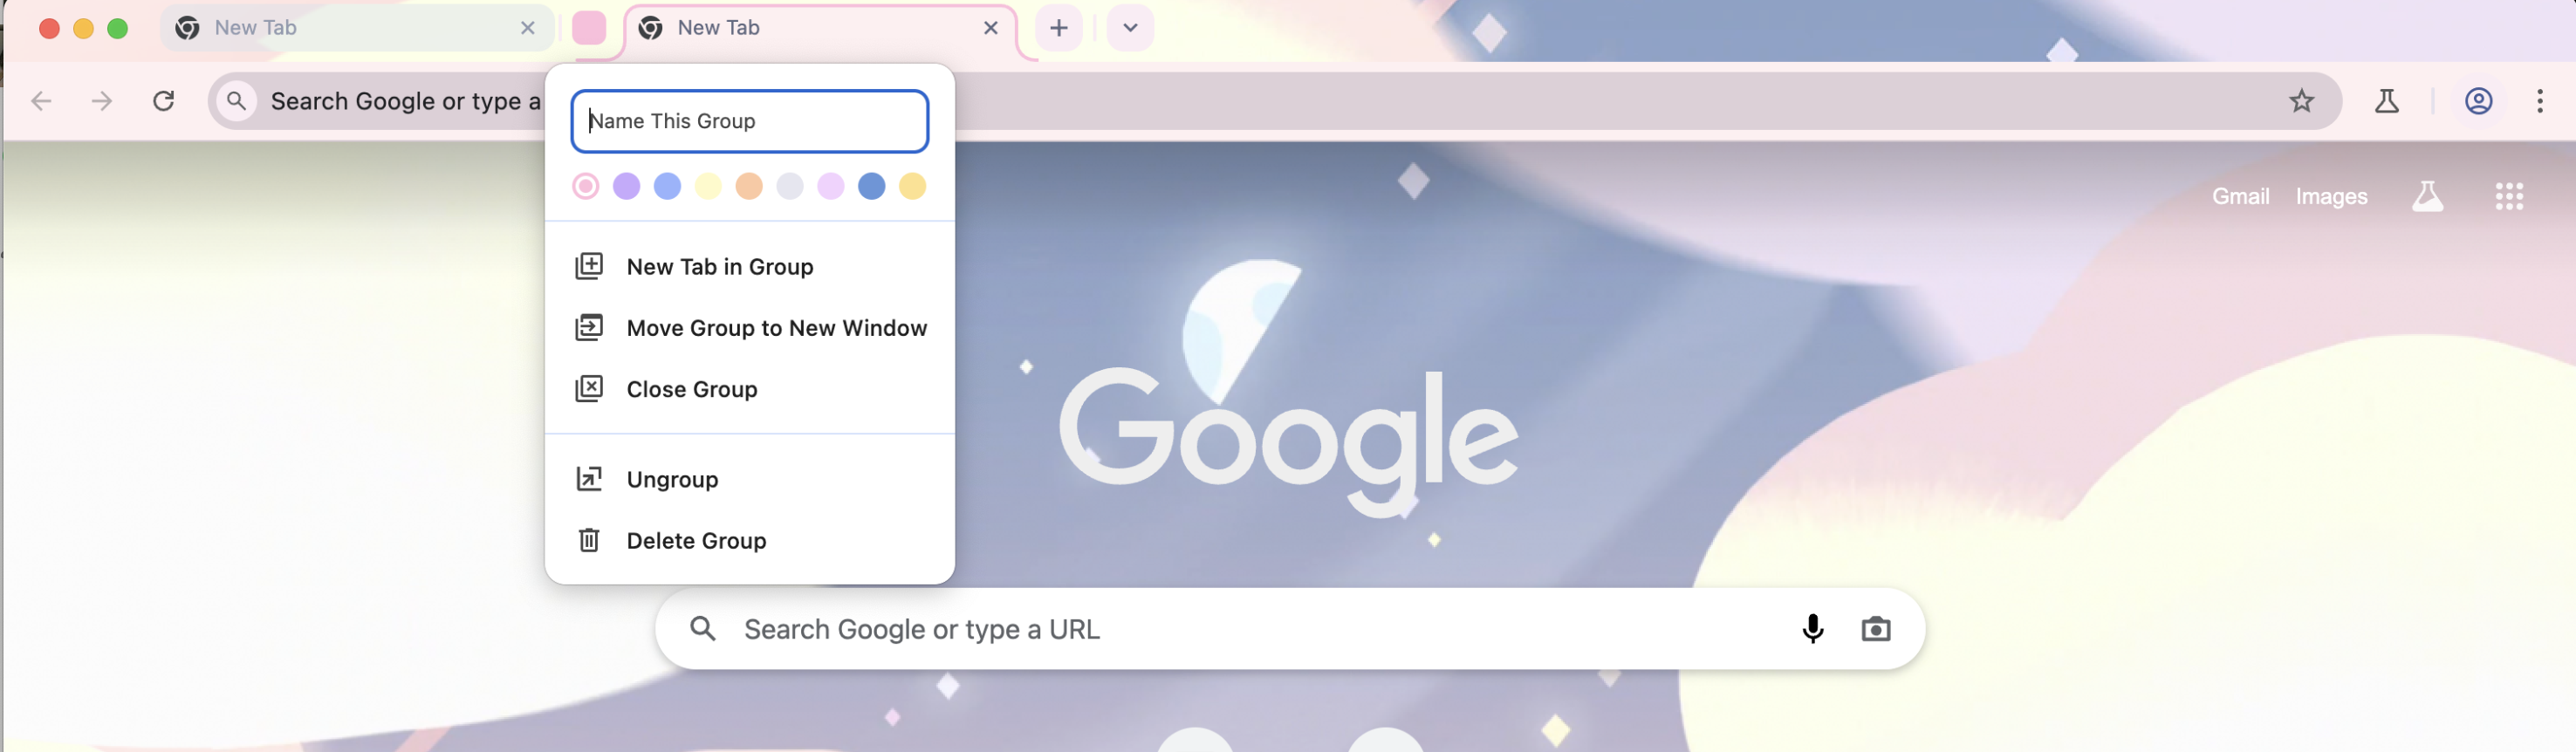 New Tab
New Tab
Search Google or type a
Name This Group
New Tab in Group
Move Group to New Window
Close Group
Ungroup
Delete Group
Gmail Images
Google
Search Google or type a URL